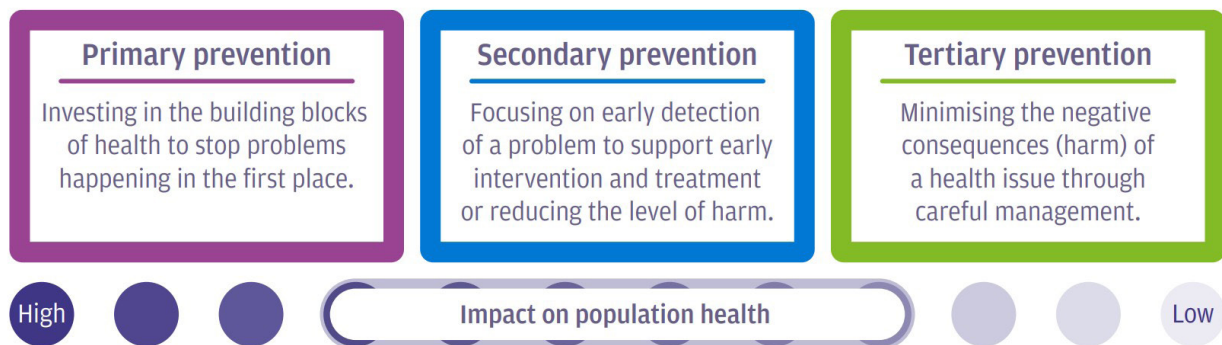 Primary prevention
Investing in the building blocks
of health to stop problems
happening in the first place.
Secondary prevention
Focusing on early detection
of a problem to support early
intervention and treatment
or reducing the level of harm.
Tertiary prevention
Minimising the negative
consequences (harm) of
a health issue through
careful management.
High
Impact on population health
Low